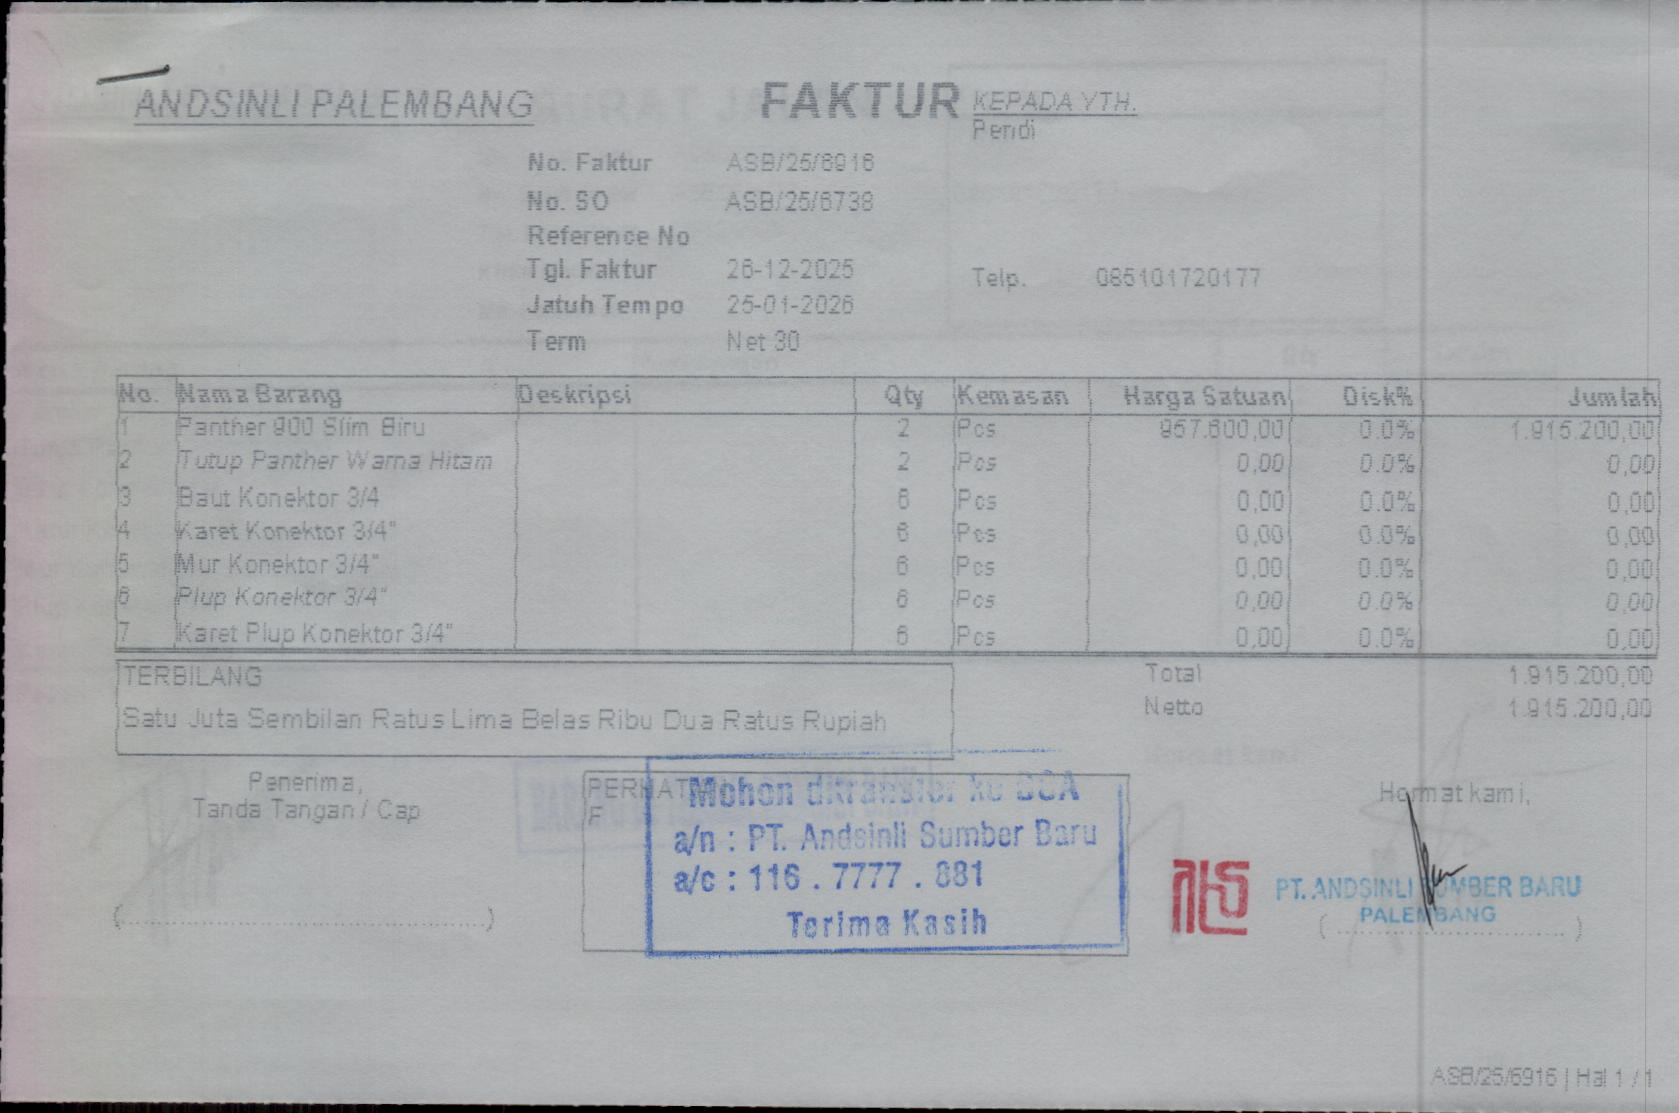 ANDSINLI PALEMBANG
FAKTUR
KEPADA YTH.
Pendi
No. Faktur ASB/25/6916
No. SO ASB/25/6738
Reference No
Tgl. Faktur 26-12-2025
Telp. 085101720177
Jatuh Tempo 25-01-2026
Term Net 30
No. Nama Barang Deskripsi Qty Kemasan Harga Satuan Disk% Jumlah
1 Panther 900 Slim Biru 2 Pcs 957.600,00 0.0% 1.915.200,00
2 Tutup Panther Warna Hitam 2 Pcs 0,00 0.0% 0,00
3 Baut Konektor 3/4 6 Pcs 0,00 0.0% 0,00
4 Karet Konektor 3/4" 6 Pcs 0,00 0.0% 0,00
5 Mur Konektor 3/4" 6 Pcs 0,00 0.0% 0,00
6 Plup Konektor 3/4" 6 Pcs 0,00 0.0% 0,00
7 Karet Plup Konektor 3/4" 6 Pcs 0,00 0.0% 0,00
TERBILANG
Satu Juta Sembilan Ratus Lima Belas Ribu Dua Ratus Rupiah
Total 1.915.200,00
Netto 1.915.200,00
Penerima,
Tanda Tangan / Cap
(..............................)
Mohon ditransfer ke BCA
a/n : PT. Andsinli Sumber Baru
a/c : 116 . 7777 . 881
Terima Kasih
Hormat kami,
PT. ANDSINLI SUMBER BARU
PALEMBANG
(..............................)
ASB/25/6916 | Hal 1 / 1